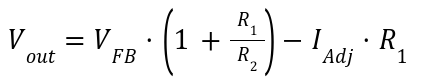 V_out = V_FB · (1 + R_1/R_2) − I_Adj · R_1